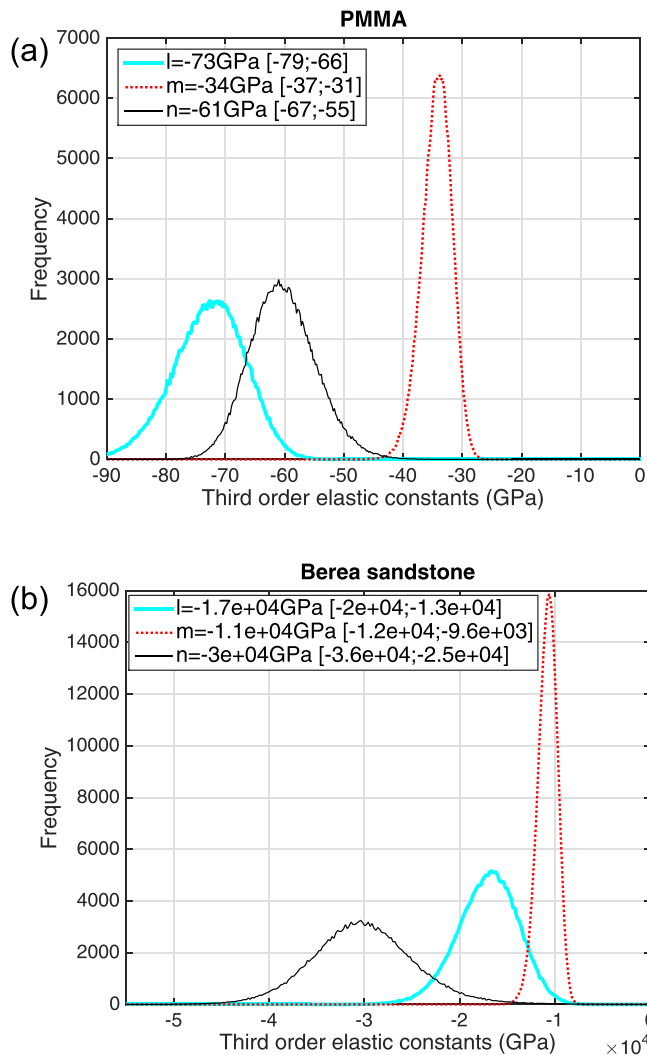 PMMA
(a)
7000
6000
5000
4000
3000
2000
1000
0
Frequency
l=-73GPa [-79;-66]
m=-34GPa [-37;-31]
n=-61GPa [-67;-55]
-90 -80 -70 -60 -50 -40 -30 -20 -10 0
Third order elastic constants (GPa)
Berea sandstone
(b)
16000
14000
12000
10000
8000
6000
4000
2000
0
Frequency
l=-1.7e+04GPa [-2e+04;-1.3e+04]
m=-1.1e+04GPa [-1.2e+04;-9.6e+03]
n=-3e+04GPa [-3.6e+04;-2.5e+04]
-5 -4 -3 -2 -1 0
Third order elastic constants (GPa)
×10⁴